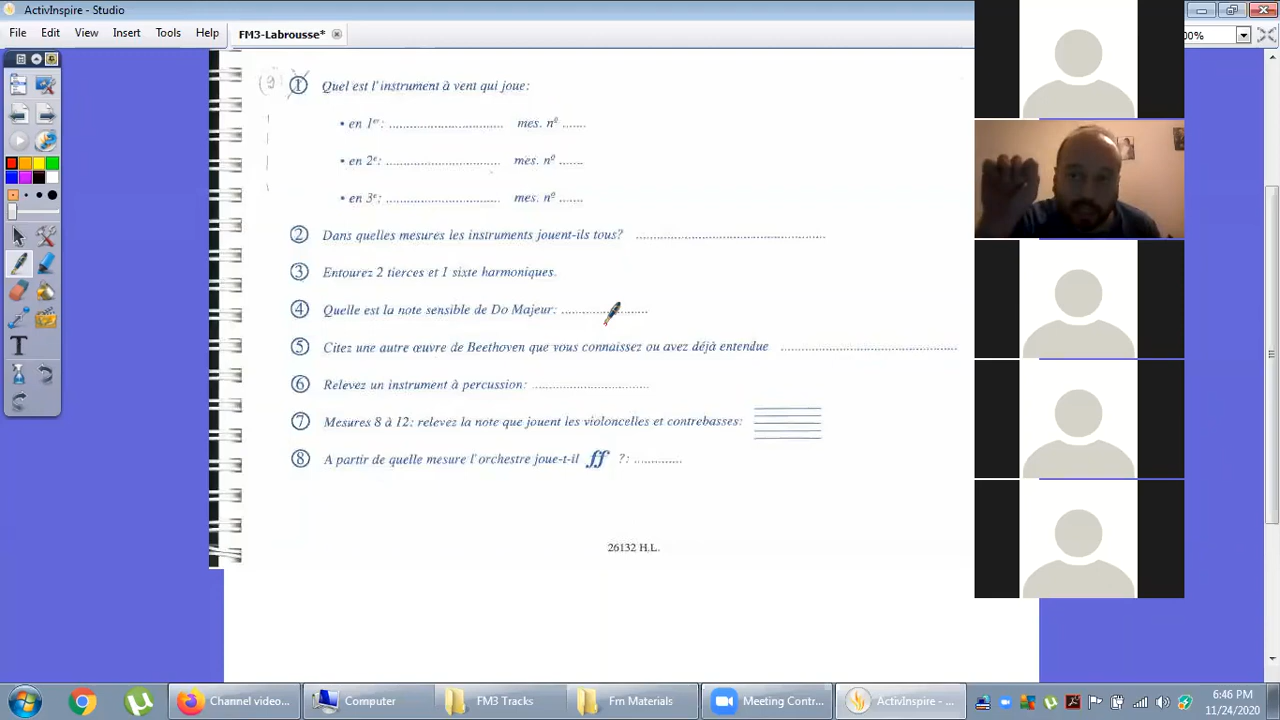 ActivInspire - Studio
File Edit View Insert Tools Help
FM3-Labrousse*
00%
① Quel est l'instrument à vent qui joue:
• en 1er: .............................. mes. nº ......
• en 2e: .............................. mes. nº ......
• en 3e: .............................. mes. nº ......
② Dans quelles mesures les instruments jouent-ils tous? ..................................................
③ Entourez 2 tierces et 1 sixte harmoniques.
④ Quelle est la note sensible de Do Majeur: ......................
⑤ Citez une autre œuvre de Beethoven que vous connaissez ou avez déjà entendue ..............................................
⑥ Relevez un instrument à percussion: ..............................
⑦ Mesures 8 à 12: relevez la note que jouent les violoncelles et contrebasses:
⑧ A partir de quelle mesure l'orchestre joue-t-il ff ?: ............
26132 H.L.
Channel video...
Computer
FM3 Tracks
Fm Materials
Meeting Contr...
ActivInspire - ...
6:46 PM
11/24/2020